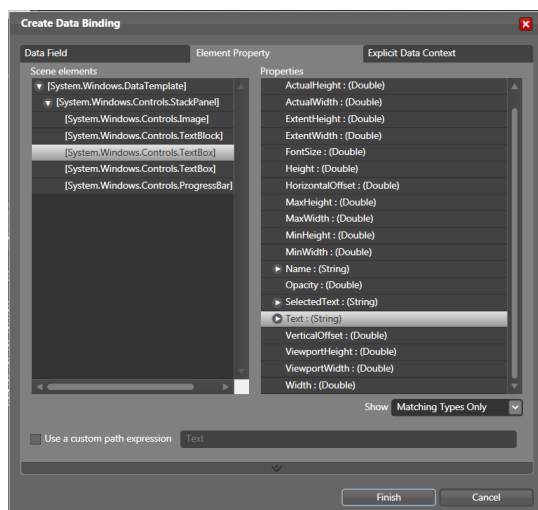 Create Data Binding
Data Field
Element Property
Explicit Data Context
Scene elements
[System.Windows.DataTemplate]
[System.Windows.Controls.StackPanel]
[System.Windows.Controls.Image]
[System.Windows.Controls.TextBlock]
[System.Windows.Controls.TextBox]
[System.Windows.Controls.TextBox]
[System.Windows.Controls.ProgressBar]
Properties
ActualHeight : (Double)
ActualWidth : (Double)
ExtentHeight : (Double)
ExtentWidth : (Double)
FontSize : (Double)
Height : (Double)
HorizontalOffset : (Double)
MaxHeight : (Double)
MaxWidth : (Double)
MinHeight : (Double)
MinWidth : (Double)
Name : (String)
Opacity : (Double)
SelectedText : (String)
Text : (String)
VerticalOffset : (Double)
ViewportHeight : (Double)
ViewportWidth : (Double)
Width : (Double)
Show Matching Types Only
Use a custom path expression Text
Finish
Cancel